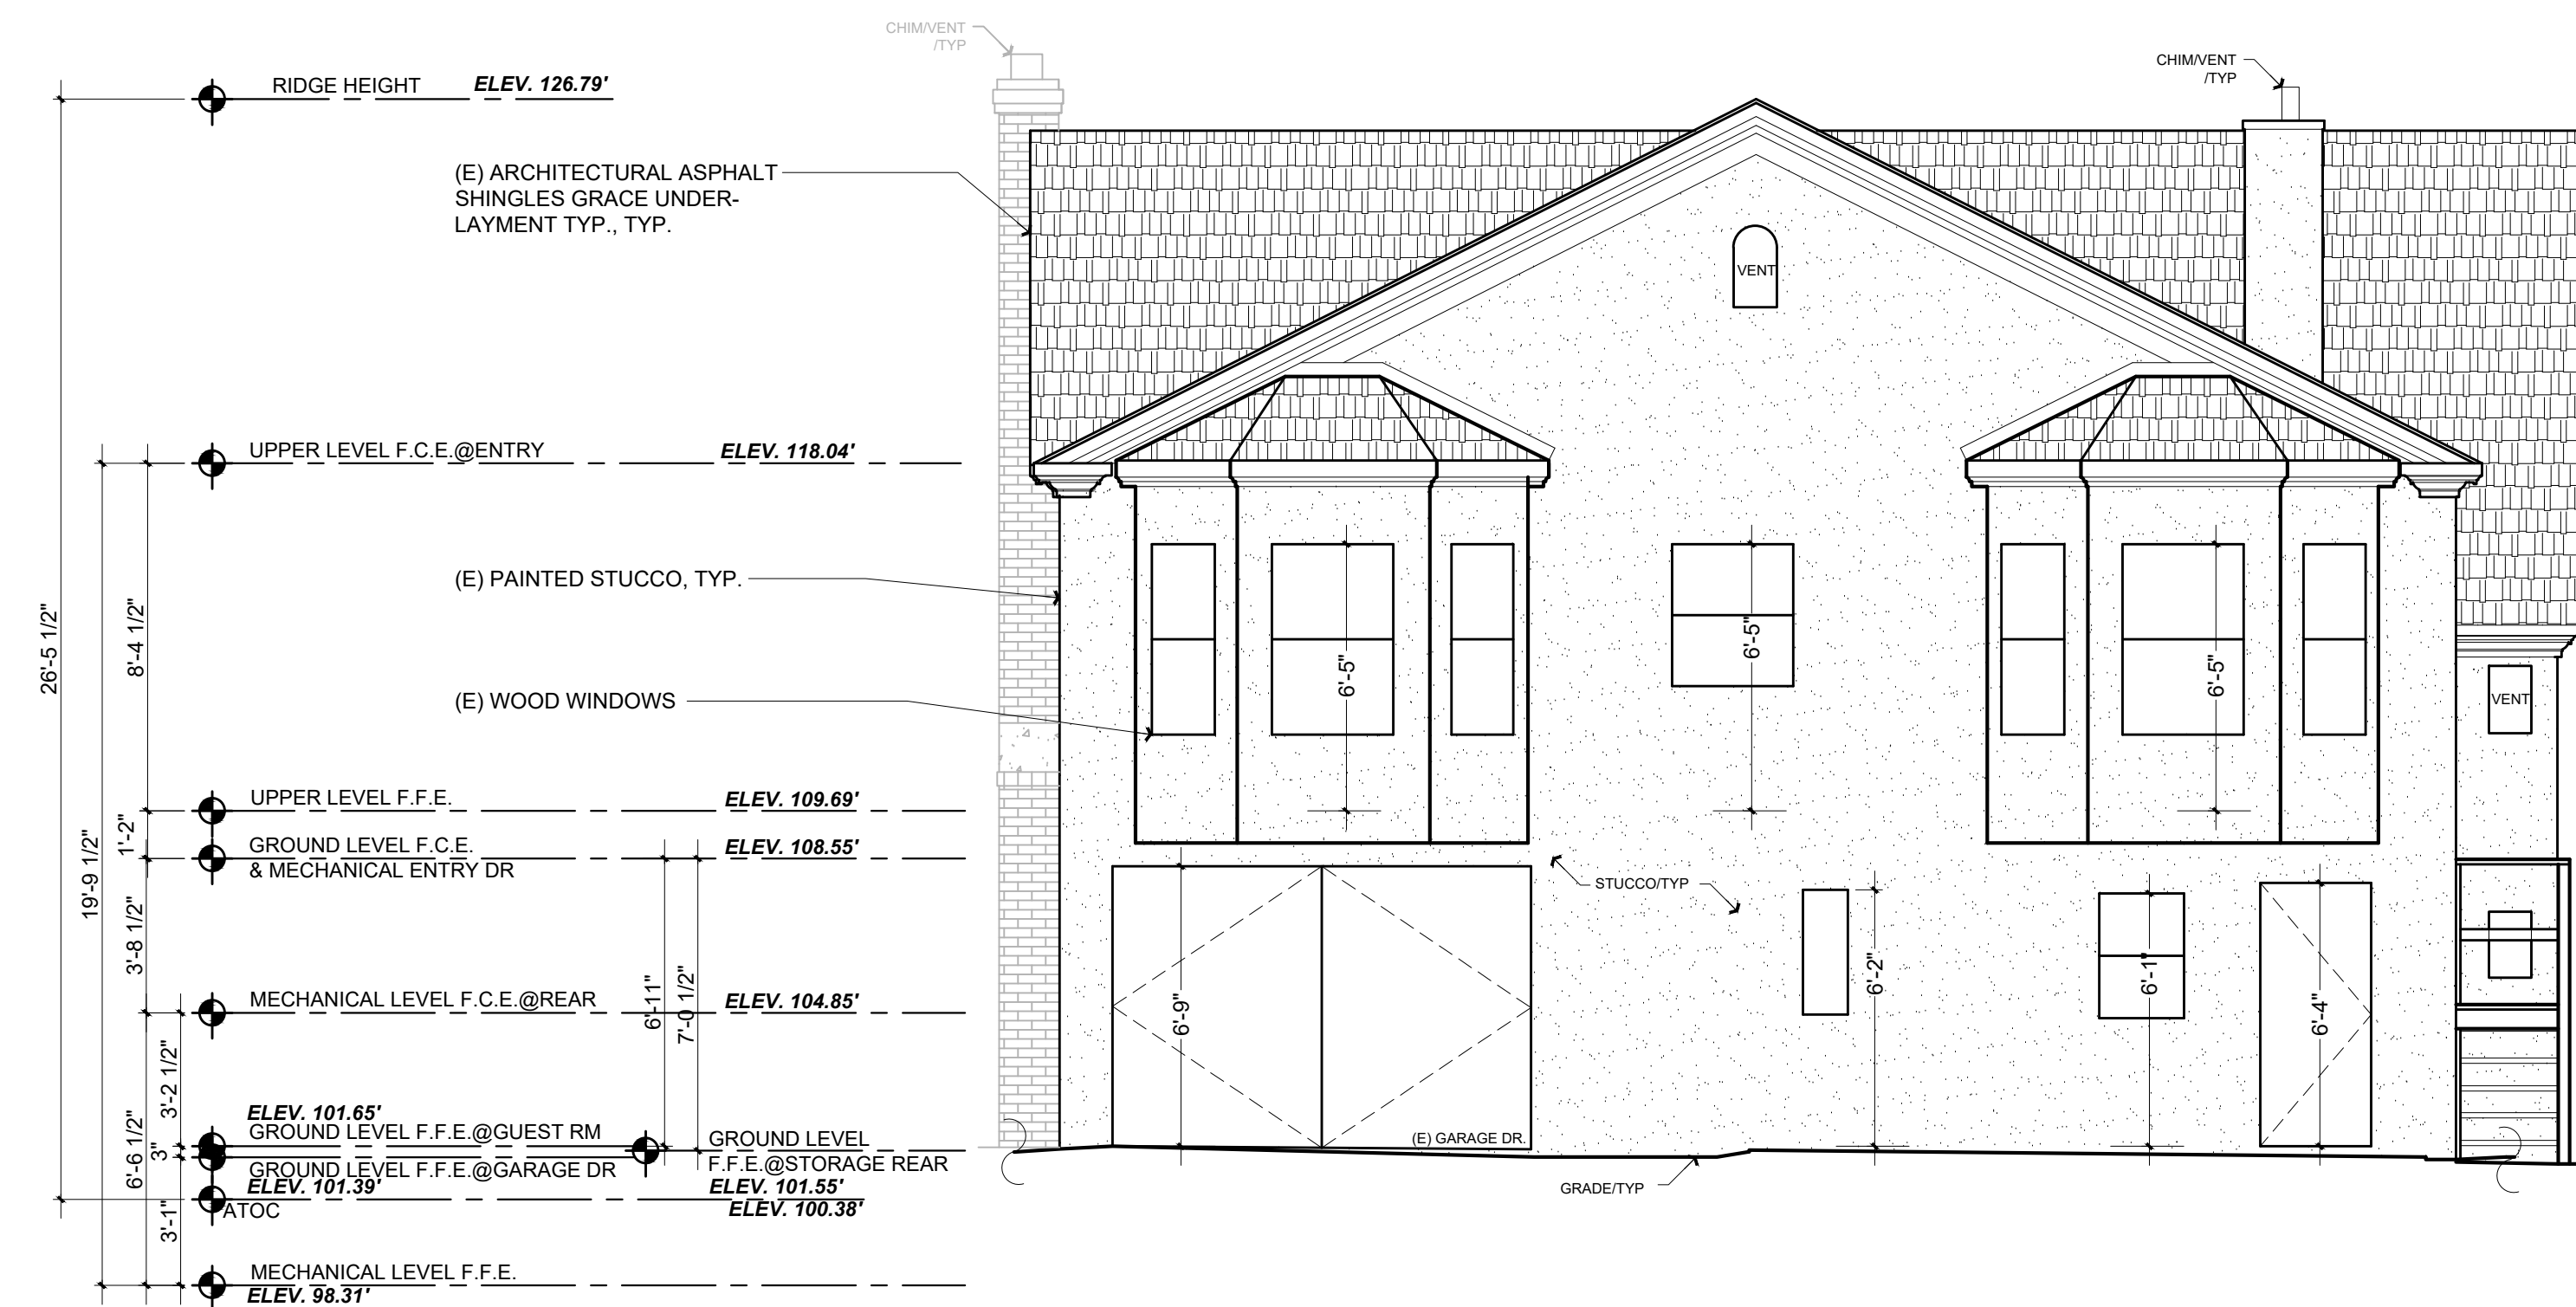 CHIM/VENT
/TYP
CHIM/VENT
/TYP
RIDGE HEIGHT ELEV. 126.79'
(E) ARCHITECTURAL ASPHALT
SHINGLES GRACE UNDER-
LAYMENT TYP., TYP.
VENT
UPPER LEVEL F.C.E.@ENTRY ELEV. 118.04'
(E) PAINTED STUCCO, TYP.
26'-5 1/2"
8'-4 1/2"
6'-5"
6'-5"
6'-5"
(E) WOOD WINDOWS
VENT
UPPER LEVEL F.F.E. ELEV. 109.69'
1'-2"
19'-9 1/2"
GROUND LEVEL F.C.E. ELEV. 108.55'
& MECHANICAL ENTRY DR
STUCCO/TYP
3'-8 1/2"
6'-11"
7'-0 1/2"
6'-9"
6'-2"
6'-1"
6'-4"
MECHANICAL LEVEL F.C.E.@REAR ELEV. 104.85'
3'-2 1/2"
ELEV. 101.65'
GROUND LEVEL F.F.E.@GUEST RM
3"
6'-6 1/2"
GROUND LEVEL
F.F.E.@STORAGE REAR
(E) GARAGE DR.
GROUND LEVEL F.F.E.@GARAGE DR
ELEV. 101.39'
ELEV. 101.55'
GRADE/TYP
ATOC
ELEV. 100.38'
3'-1"
MECHANICAL LEVEL F.F.E.
ELEV. 98.31'